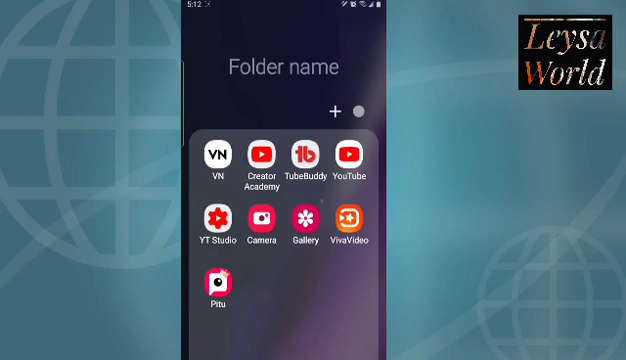 5:12
Leysa
World
Folder name
VN
VN
Creator
Academy
TubeBuddy
YouTube
YT Studio
Camera
Gallery
VivaVideo
Pitu